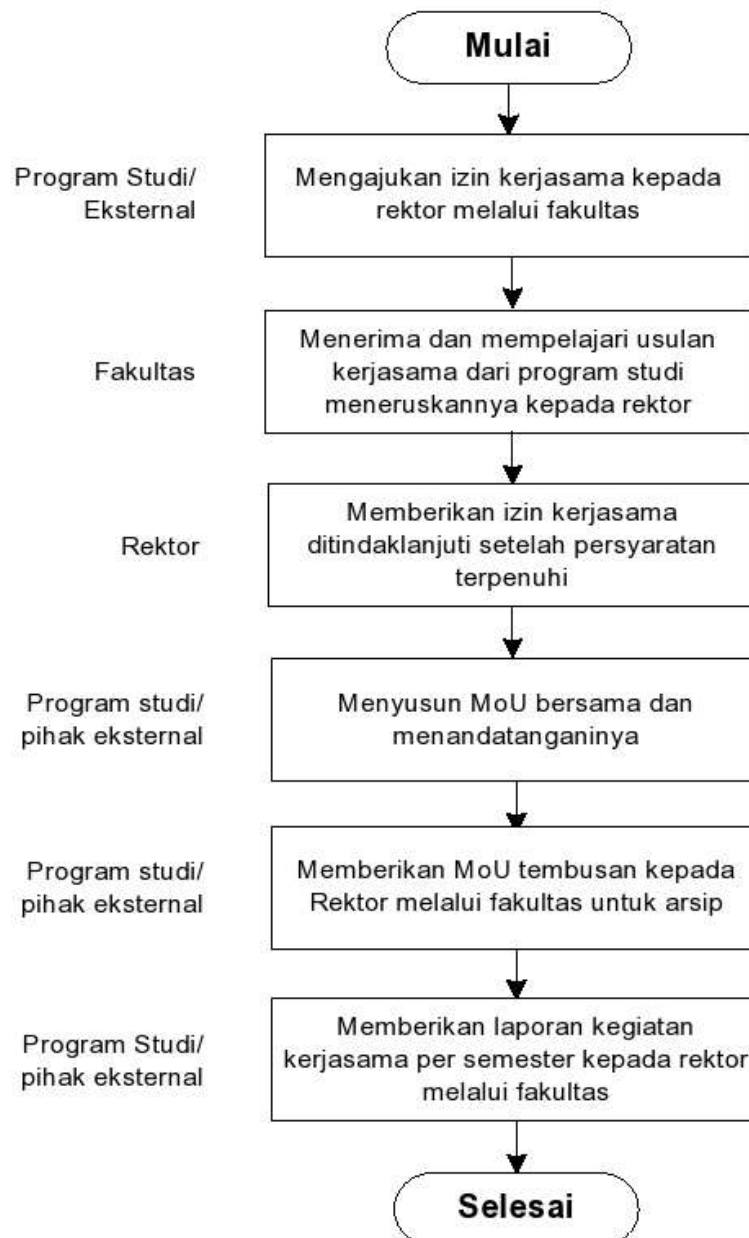 Mulai
Program Studi/
Eksternal
Mengajukan izin kerjasama kepada
rektor melalui fakultas
Fakultas
Menerima dan mempelajari usulan
kerjasama dari program studi
meneruskannya kepada rektor
Rektor
Memberikan izin kerjasama
ditindaklanjuti setelah persyaratan
terpenuhi
Program studi/
pihak eksternal
Menyusun MoU bersama dan
menandatanganinya
Program studi/
pihak eksternal
Memberikan MoU tembusan kepada
Rektor melalui fakultas untuk arsip
Program Studi/
pihak eksternal
Memberikan laporan kegiatan
kerjasama per semester kepada rektor
melalui fakultas
Selesai